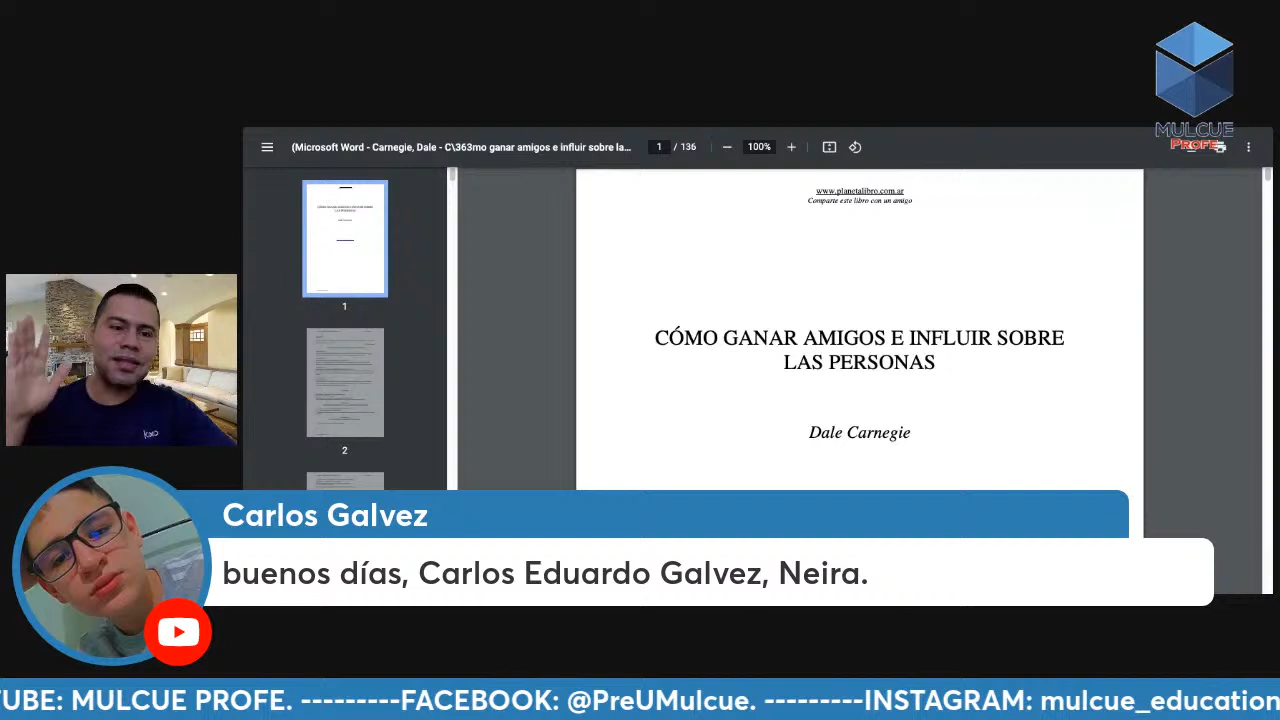 MULCUE
PROFE
(Microsoft Word - Carnegie, Dale - C\363mo ganar amigos e influir sobre la...
1 / 136
100%
www.planetalibro.com.ar
Comparte este libro con un amigo
1
2
CÓMO GANAR AMIGOS E INFLUIR SOBRE
LAS PERSONAS
Dale Carnegie
Carlos Galvez
buenos días, Carlos Eduardo Galvez, Neira.
TUBE: MULCUE PROFE. ---------FACEBOOK: @PreUMulcue. ---------INSTAGRAM: mulcue_education